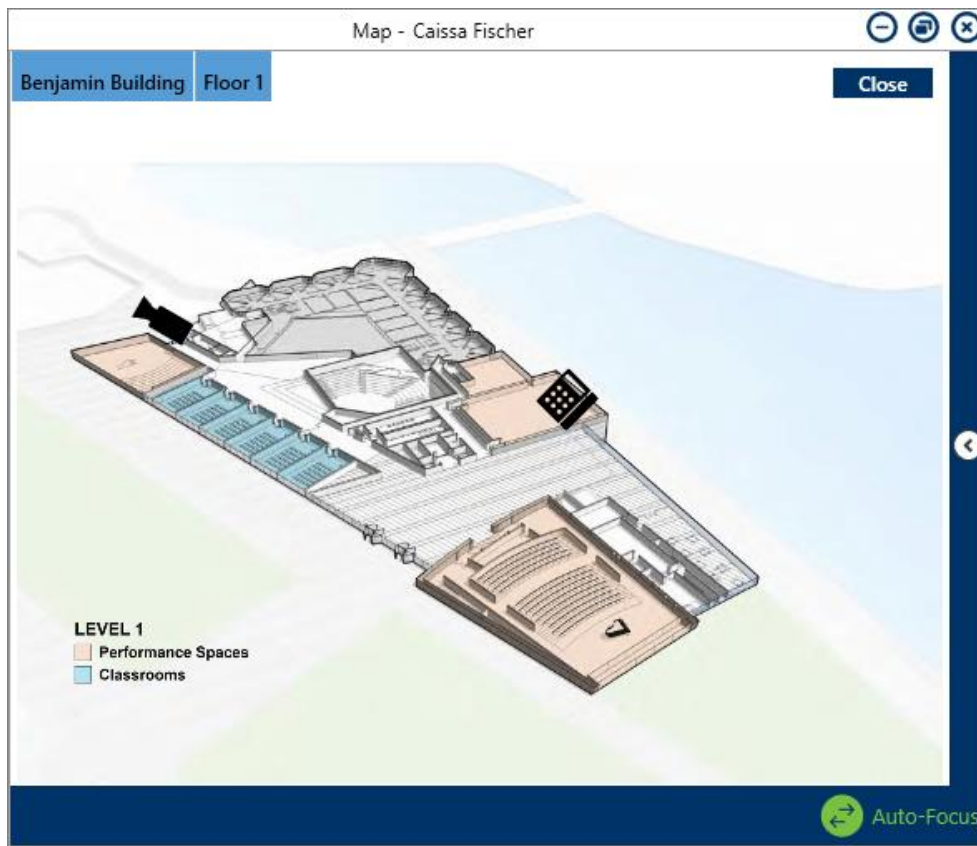 Map - Caissa Fischer
Benjamin Building Floor 1
Close
LEVEL 1
Performance Spaces
Classrooms
Auto-Focus